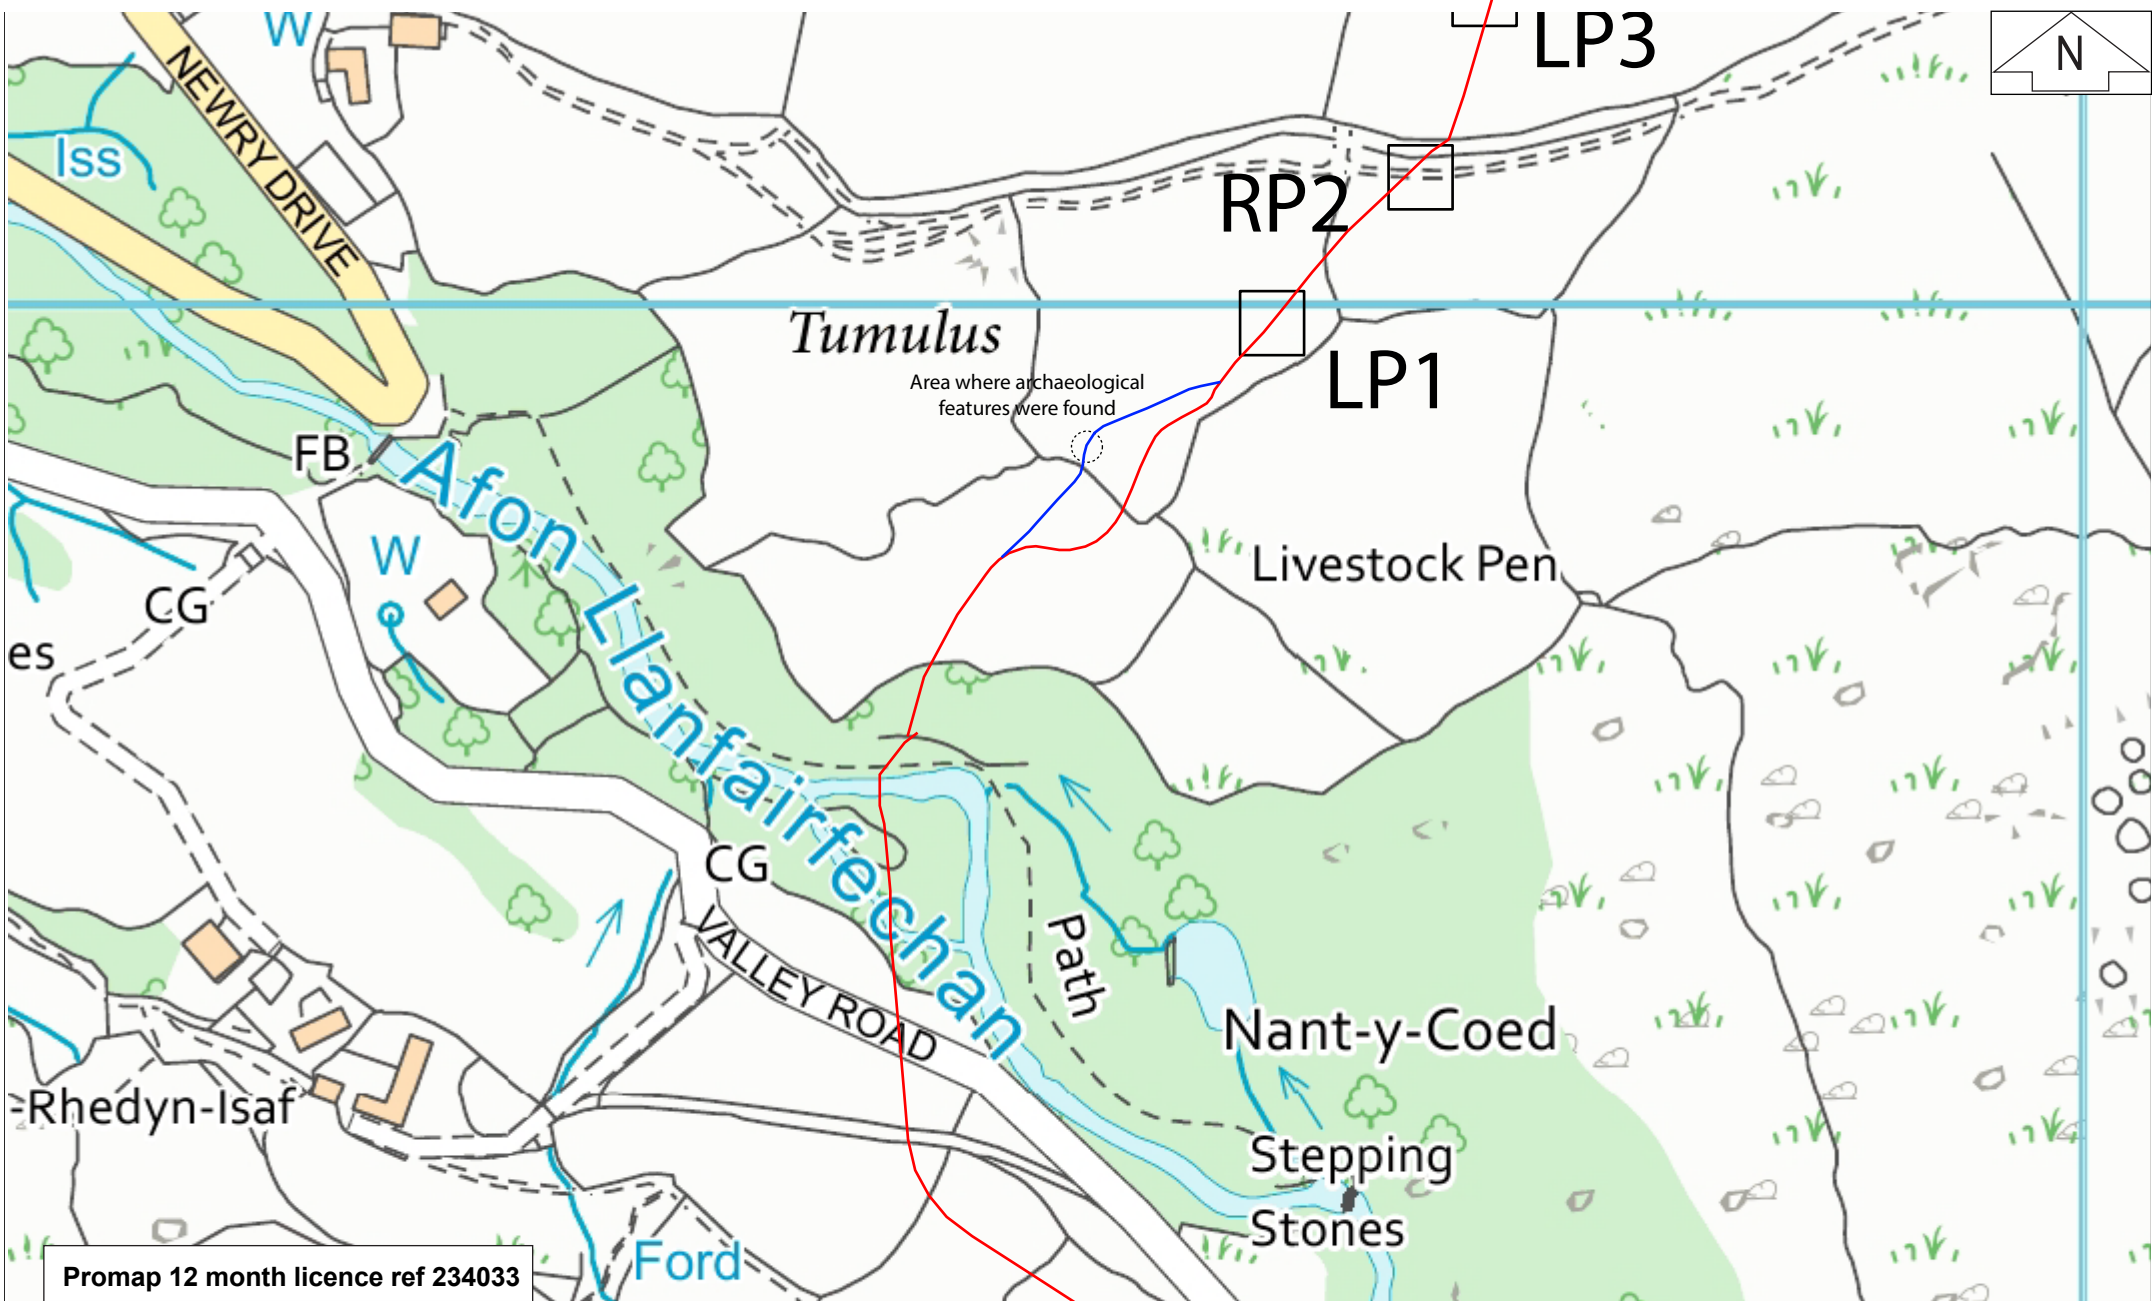 W
LP3
N
NEWRY DRIVE
Iss
RP2
Tumulus
LP1
Area where archaeological
features were found
FB
Afon Llanfairfechan
W
Livestock Pen
CG
es
CG
VALLEY ROAD
Path
Nant-y-Coed
-Rhedyn-Isaf
Stepping
Stones
Ford
Promap 12 month licence ref 234033